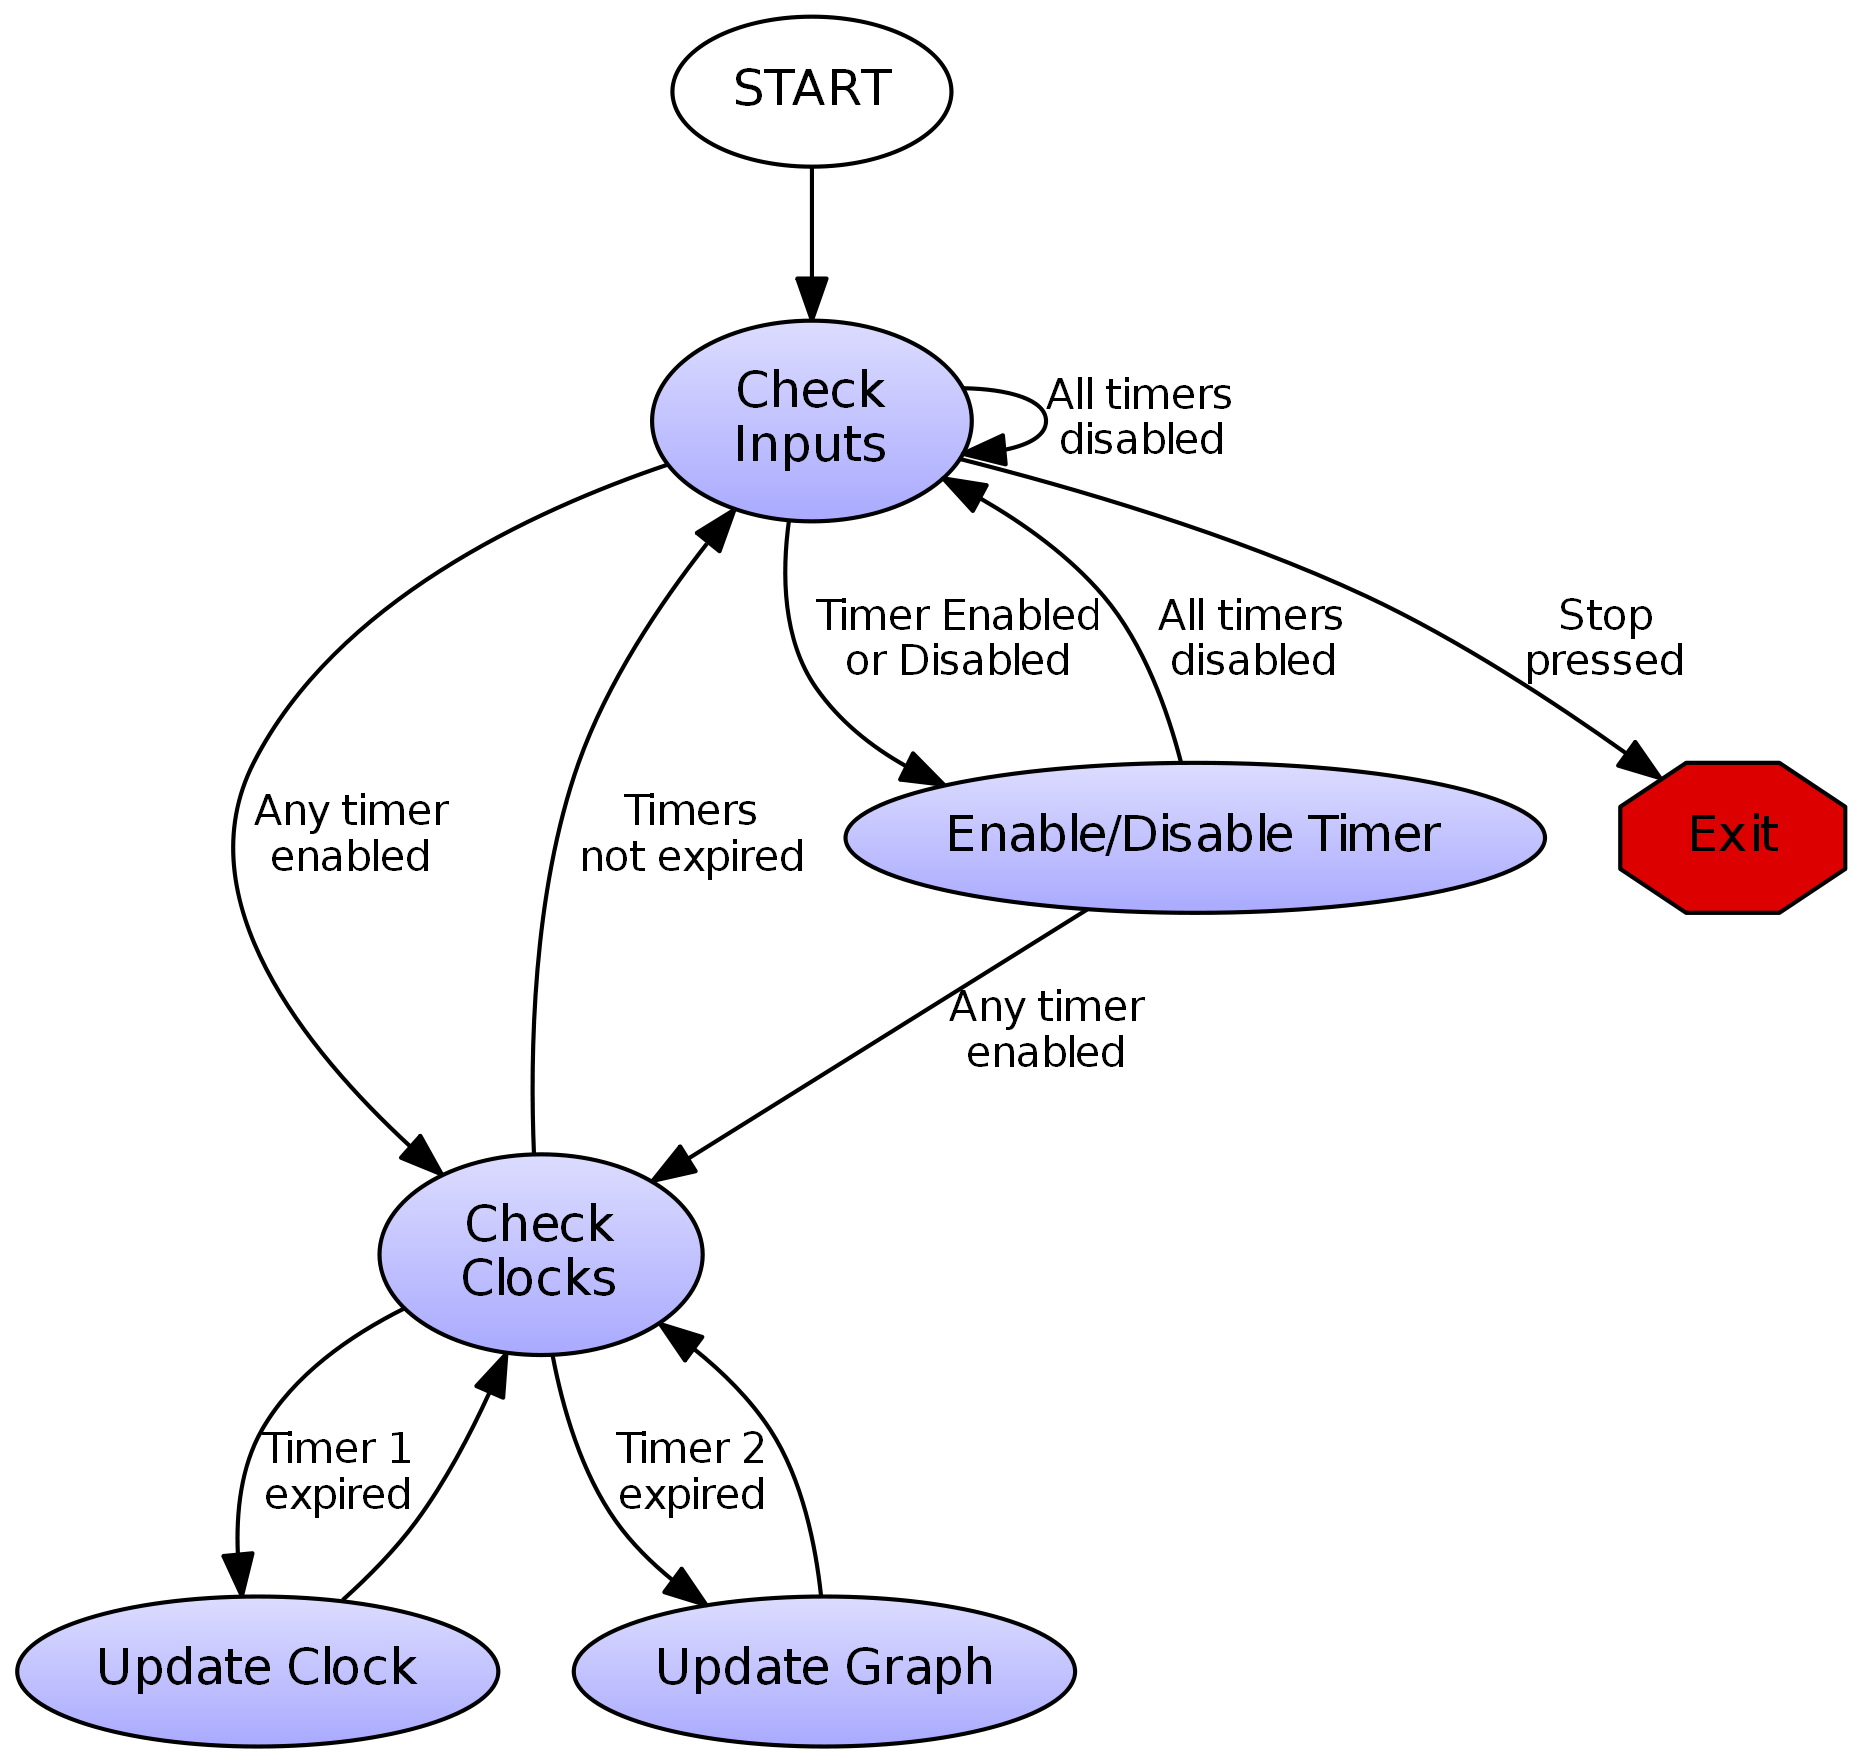 START
Check
Inputs
All timers
disabled
Timer Enabled
or Disabled
All timers
disabled
Stop
pressed
Any timer
enabled
Timers
not expired
Enable/Disable Timer
Exit
Any timer
enabled
Check
Clocks
Timer 1
expired
Timer 2
expired
Update Clock
Update Graph